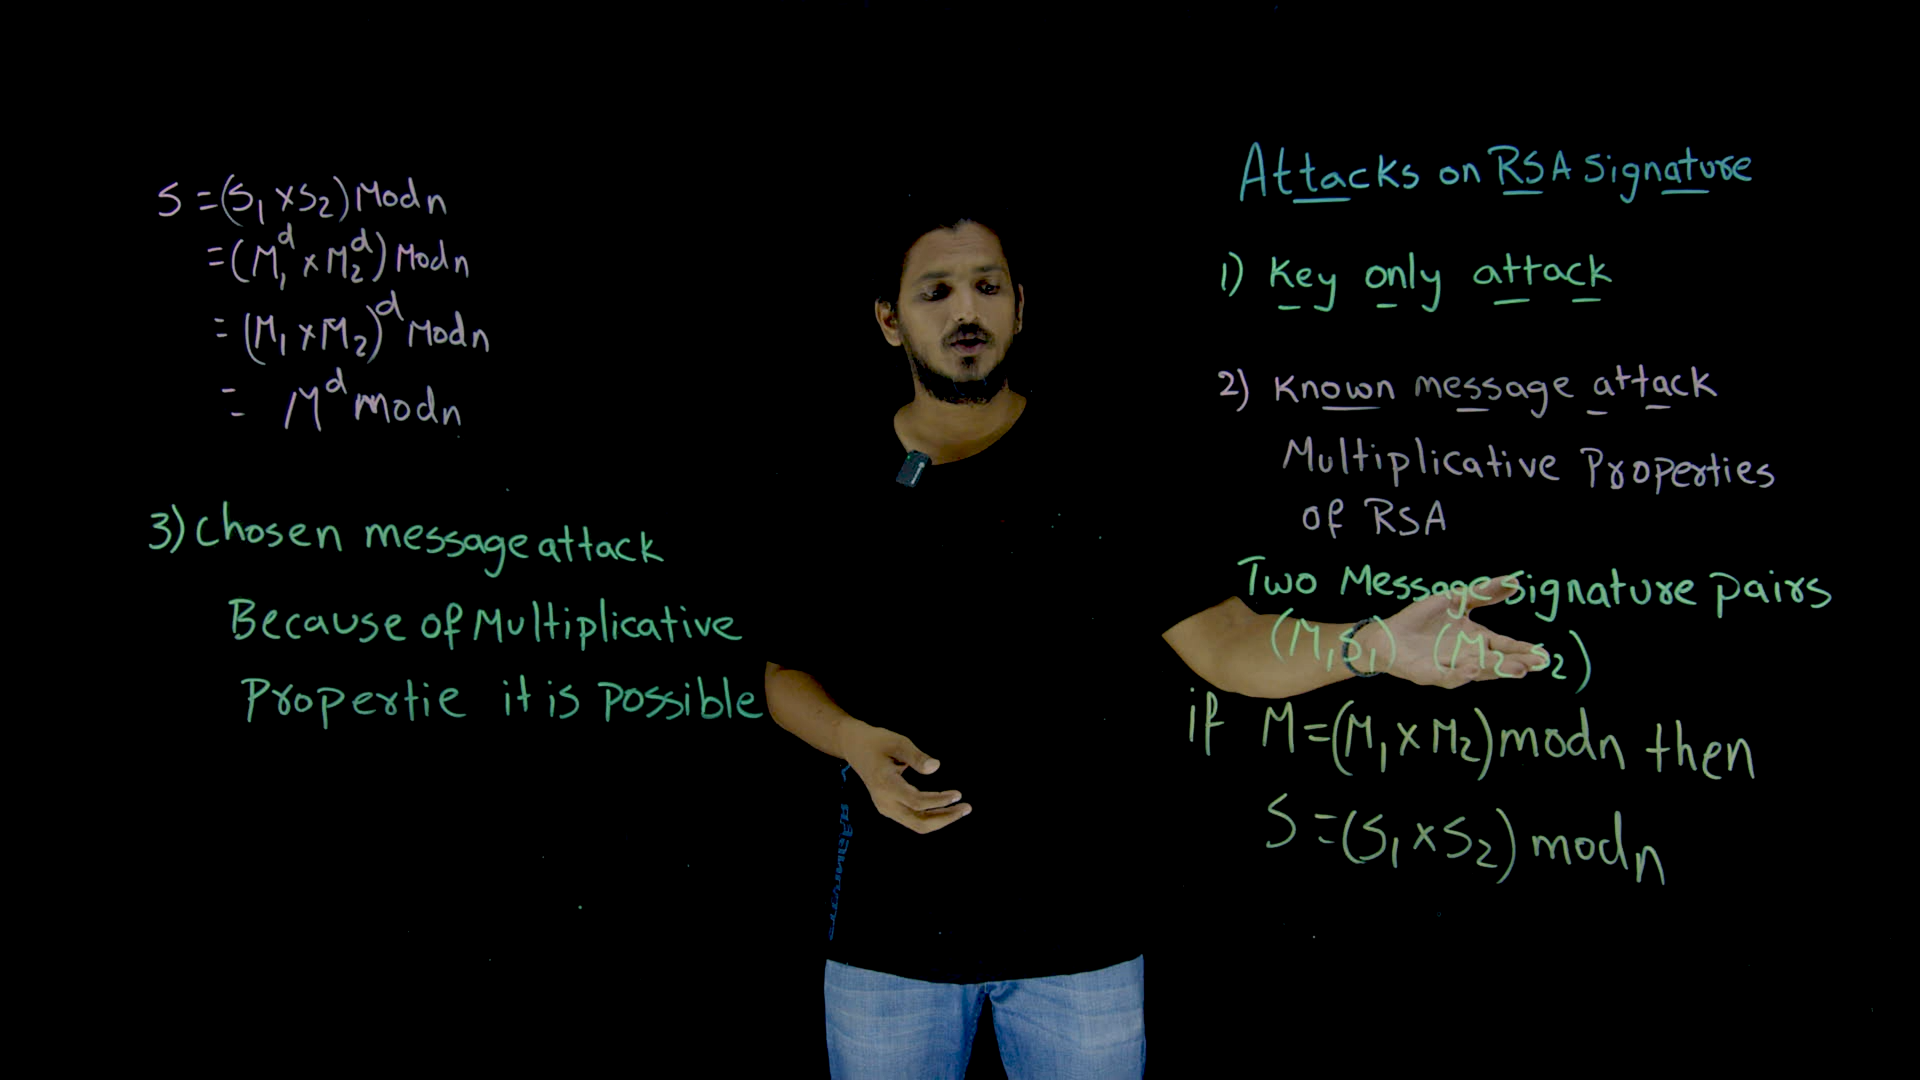 Attacks on RSA Signature
1) Key only attack
2) Known message attack
Multiplicative Properties
of RSA
Two Message Signature pairs
(M, S1) (M2 S2)
if M=(M1 × M2) mod n then
S=(S1 × S2) mod n
S=(S1 × S2) Mod n
=(M1^d × M2^d) Mod n
=(M1 × M2)^d Mod n
= M^d mod n
3) Chosen message attack
Because of Multiplicative
Propertie it is possible